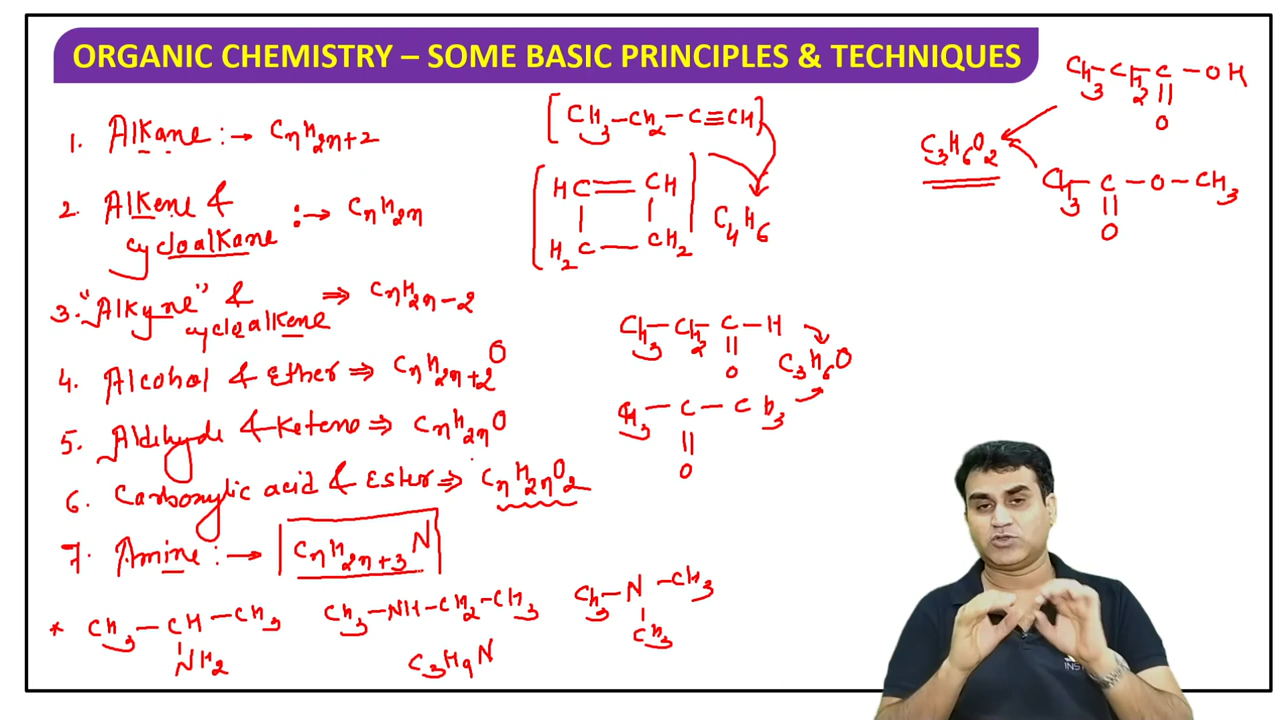 ORGANIC CHEMISTRY – SOME BASIC PRINCIPLES & TECHNIQUES
1. Alkane :→ CnH2n+2
2. Alkene &
cycloalkane :→ CnH2n
3. "Alkyne" &
cycloalkene ⇒ CnH2n-2
4. Alcohol & Ether ⇒ CnH2n+2O
5. Aldehyde & Ketone ⇒ CnH2nO
6. Carboxylic acid & Ester ⇒ CnH2nO2
7. Amine :→ CnH2n+3N
* CH3 – CH – CH3
NH2
CH3 – NH – CH2 – CH3
C3H9N
CH3 – N – CH3
CH3
[CH3 – CH2 – C ≡ CH]
HC = CH
H2C – CH2
C4H6
CH3 – CH2 – C – H
O
C3H6O
CH3 – C – CH3
O
CH3 – CH2 – C – OH
O
C3H6O2
CH3 – C – O – CH3
O
INST